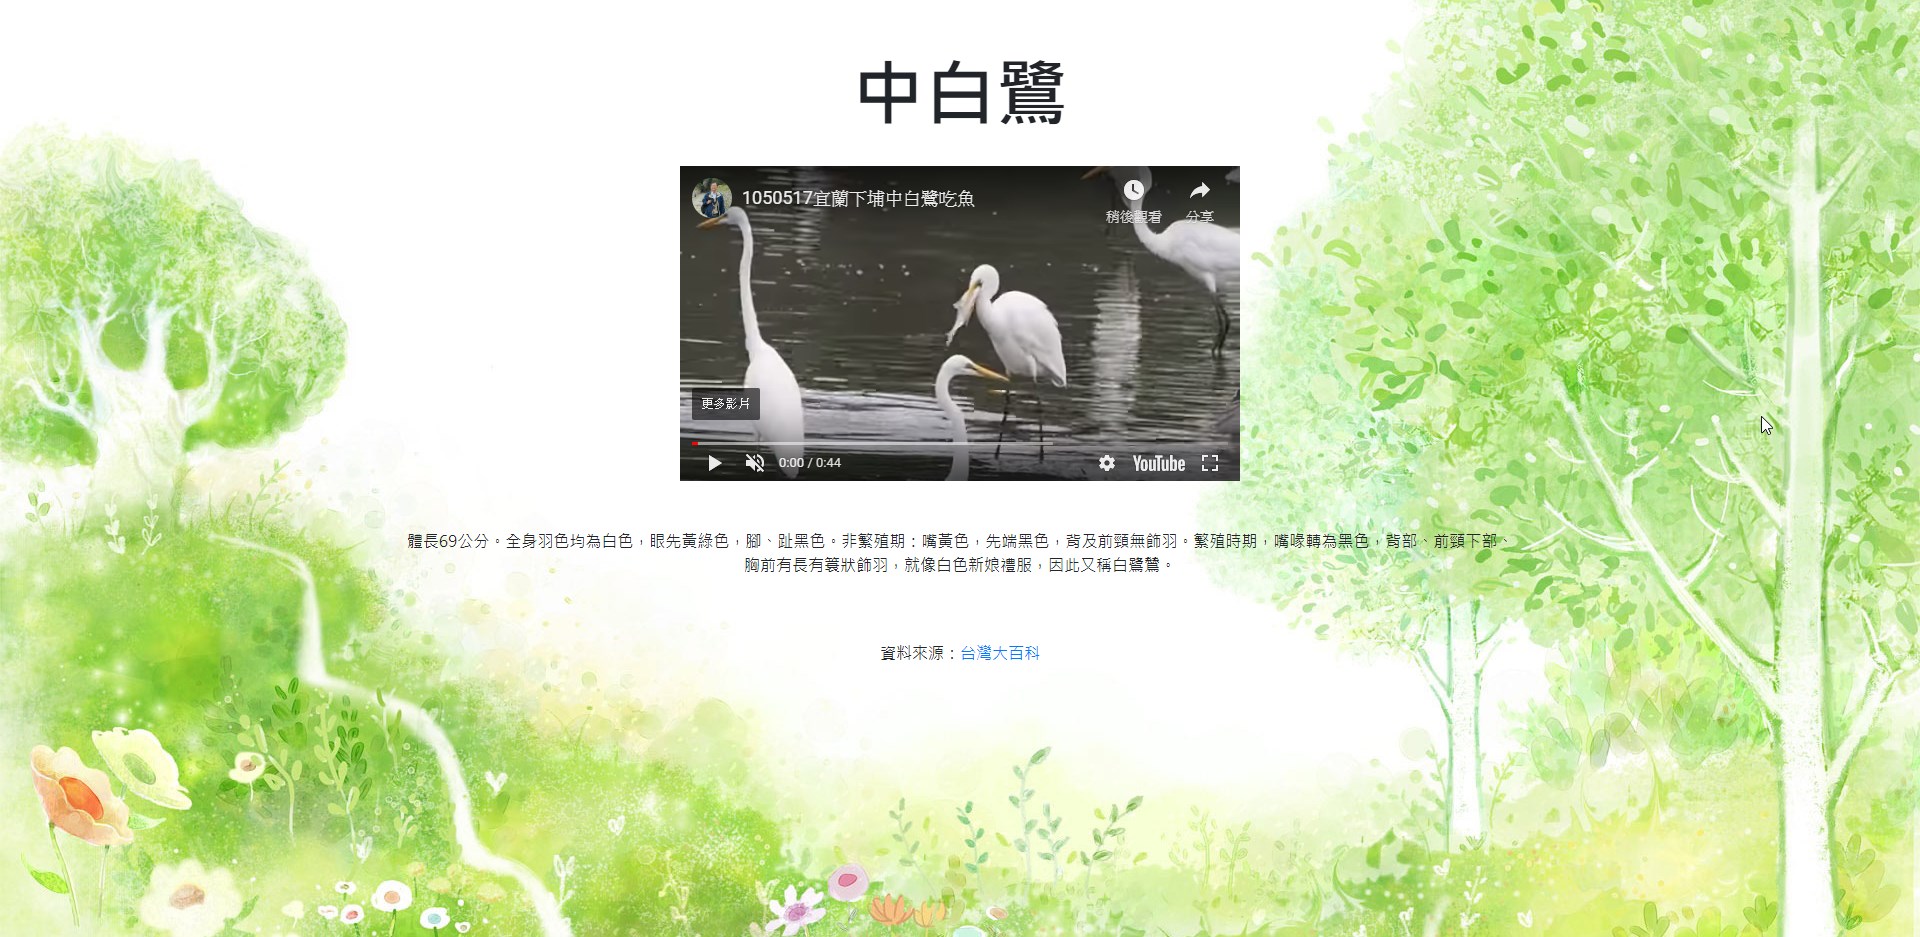 中白鷺
1050517宜蘭下埔中白鷺吃魚
稍後觀看
分享
更多影片
0:00 / 0:44
YouTube
體長69公分。全身羽色均為白色，眼先黃綠色，腳、趾黑色。非繁殖期：嘴黃色，先端黑色，背及前頸無飾羽。繁殖時期，嘴喙轉為黑色，背部、前頸下部、
胸前有長有簑狀飾羽，就像白色新娘禮服，因此又稱白鷺鶯。
資料來源：台灣大百科